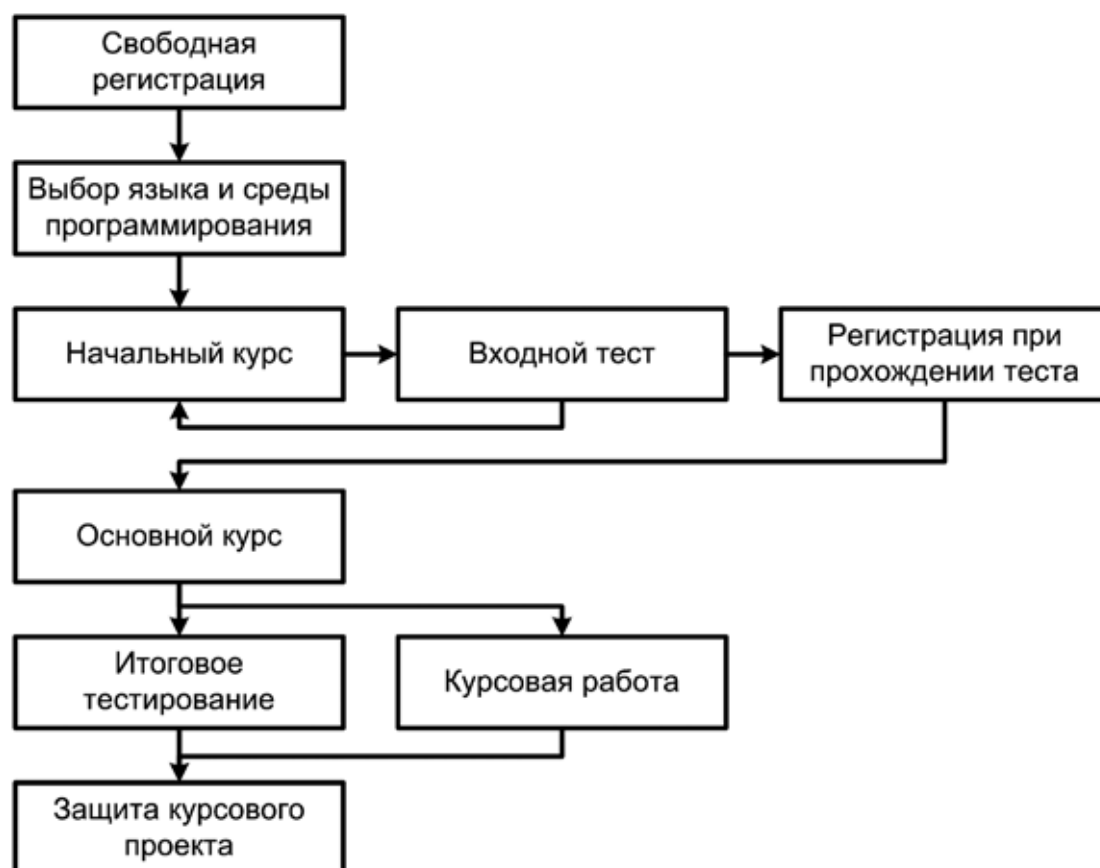 Свободная
регистрация
Выбор языка и среды
программирования
Начальный курс
Входной тест
Регистрация при
прохождении теста
Основной курс
Итоговое
тестирование
Курсовая работа
Защита курсового
проекта